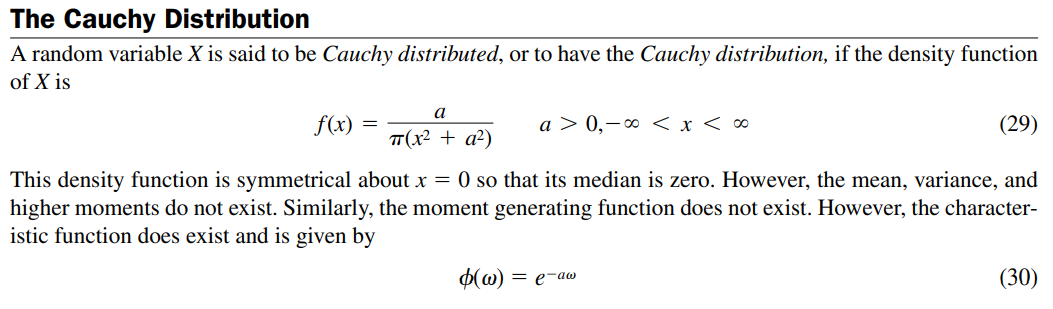 The Cauchy Distribution
A random variable X is said to be Cauchy distributed, or to have the Cauchy distribution, if the density function
of X is
f(x) = a / π(x² + a²)    a > 0, −∞ < x < ∞    (29)
This density function is symmetrical about x = 0 so that its median is zero. However, the mean, variance, and
higher moments do not exist. Similarly, the moment generating function does not exist. However, the character-
istic function does exist and is given by
ϕ(ω) = e^{−aω}    (30)